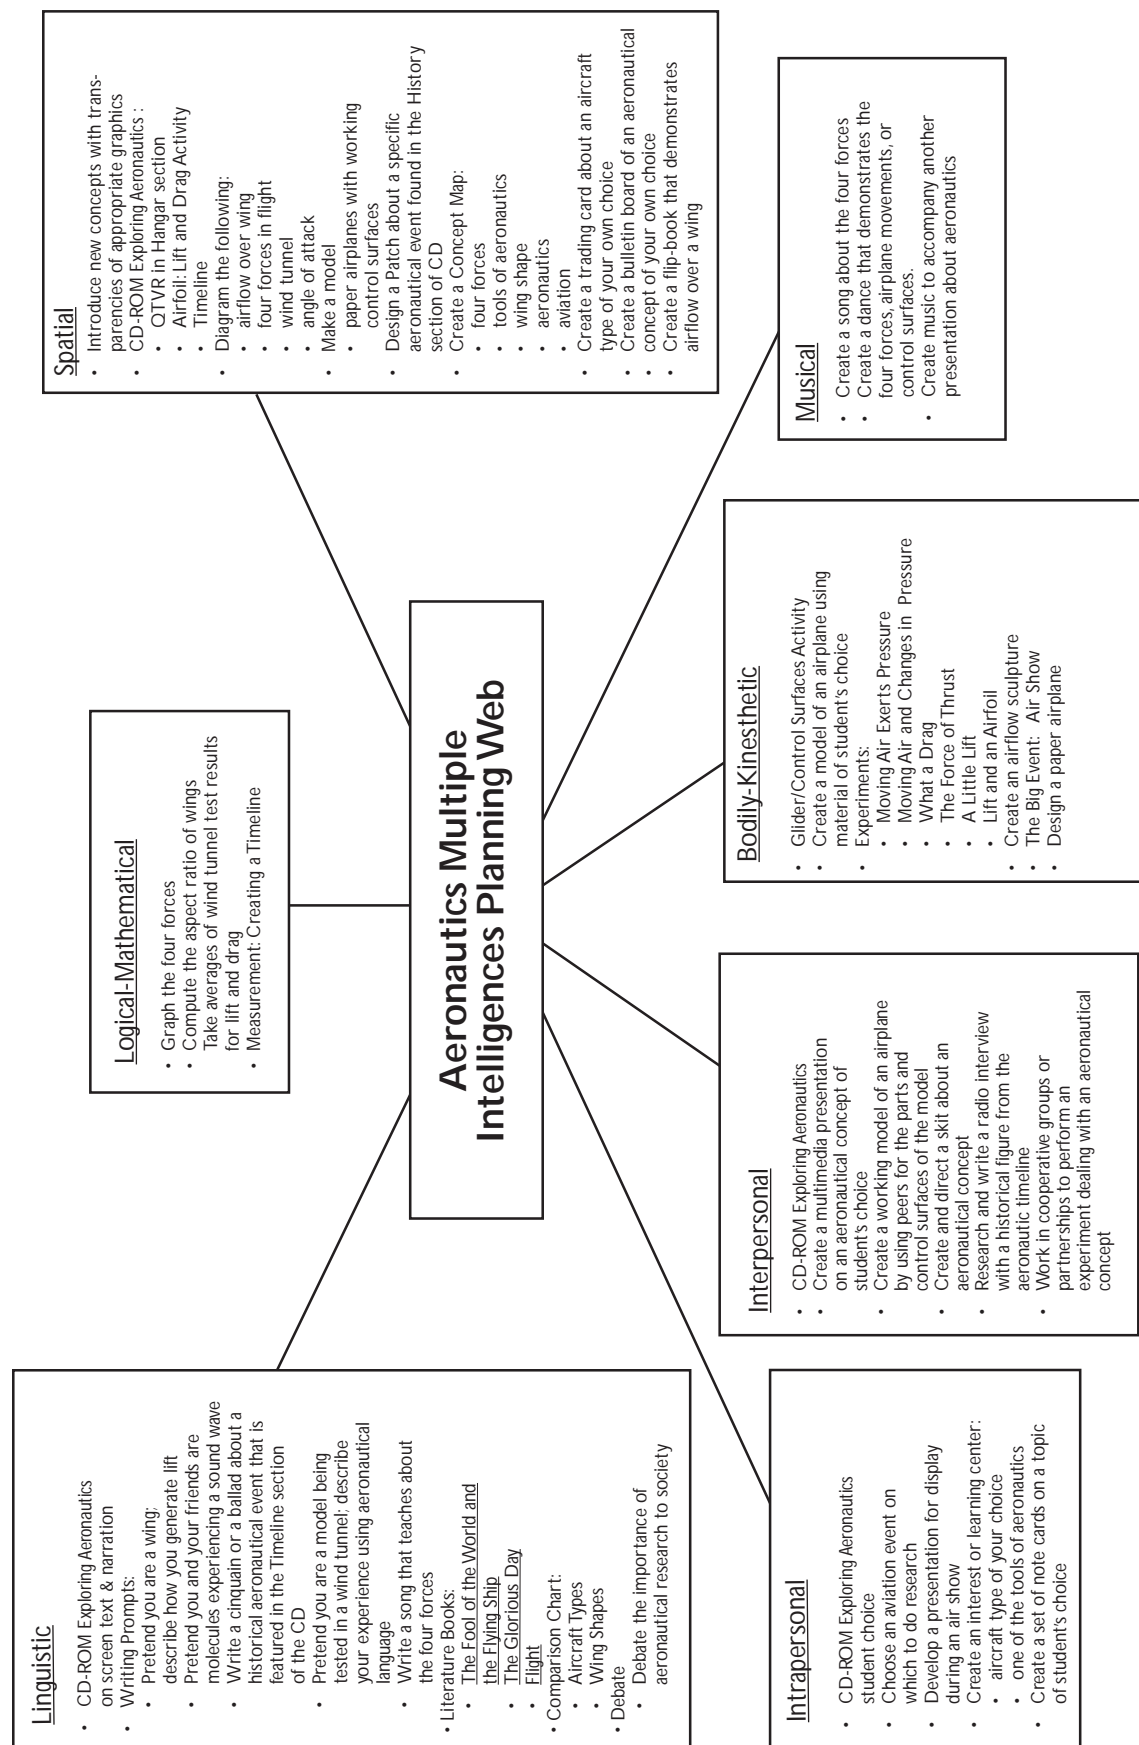 Aeronautics Multiple
Intelligences Planning Web
Linguistic
• CD-ROM Exploring Aeronautics
on screen text & narration
• Writing Prompts:
• Pretend you are a wing;
describe how you generate lift
• Pretend you and your friends are
molecules experiencing a sound wave
• Write a cinquain or a ballad about a
historical aeronautical event that is
featured in the Timeline section
of the CD
• Pretend you are a model being
tested in a wind tunnel; describe
your experience using aeronautical
language
• Write a song that teaches about
the four forces
• Literature Books:
• The Fool of the World and
the Flying Ship
• The Glorious Day
• Flight
• Comparison Chart:
• Aircraft Types
• Wing Shapes
• Debate
• Debate the importance of
aeronautical research to society
Logical-Mathematical
• Graph the four forces
• Compute the aspect ratio of wings
Take averages of wind tunnel test results
for lift and drag
• Measurement: Creating a Timeline
Spatial
• Introduce new concepts with trans-
parencies of appropriate graphics
• CD-ROM Exploring Aeronautics :
• QTVR in Hangar section
• Airfoil: Lift and Drag Activity
• Timeline
• Diagram the following:
• airflow over wing
• four forces in flight
• wind tunnel
• angle of attack
• Make a model
• paper airplanes with working
control surfaces
• Design a Patch about a specific
aeronautical event found in the History
section of CD
• Create a Concept Map:
• four forces
• tools of aeronautics
• wing shape
• aeronautics
• aviation
• Create a trading card about an aircraft
type of your own choice
• Create a bulletin board of an aeronautical
• concept of your own choice
• Create a flip-book that demonstrates
airflow over a wing
Intrapersonal
• CD-ROM Exploring Aeronautics
student choice
• Choose an aviation event on
which to do research
• Develop a presentation for display
during an air show
• Create an interest or learning center:
• aircraft type of your choice
• one of the tools of aeronautics
• Create a set of note cards on a topic
of student's choice
Interpersonal
• CD-ROM Exploring Aeronautics
• Create a multimedia presentation
on an aeronautical concept of
student's choice
• Create a working model of an airplane
by using peers for the parts and
control surfaces of the model
• Create and direct a skit about an
aeronautical concept
• Research and write a radio interview
with a historical figure from the
aeronautic timeline
• Work in cooperative groups or
partnerships to perform an
experiment dealing with an aeronautical
concept
Bodily-Kinesthetic
• Glider/Control Surfaces Activity
• Create a model of an airplane using
material of student's choice
• Experiments:
• Moving Air Exerts Pressure
• Moving Air and Changes in Pressure
• What a Drag
• The Force of Thrust
• A Little Lift
• Lift and an Airfoil
• Create an airflow sculpture
• The Big Event: Air Show
• Design a paper airplane
Musical
• Create a song about the four forces
• Create a dance that demonstrates the
four forces, airplane movements, or
control surfaces.
• Create music to accompany another
presentation about aeronautics